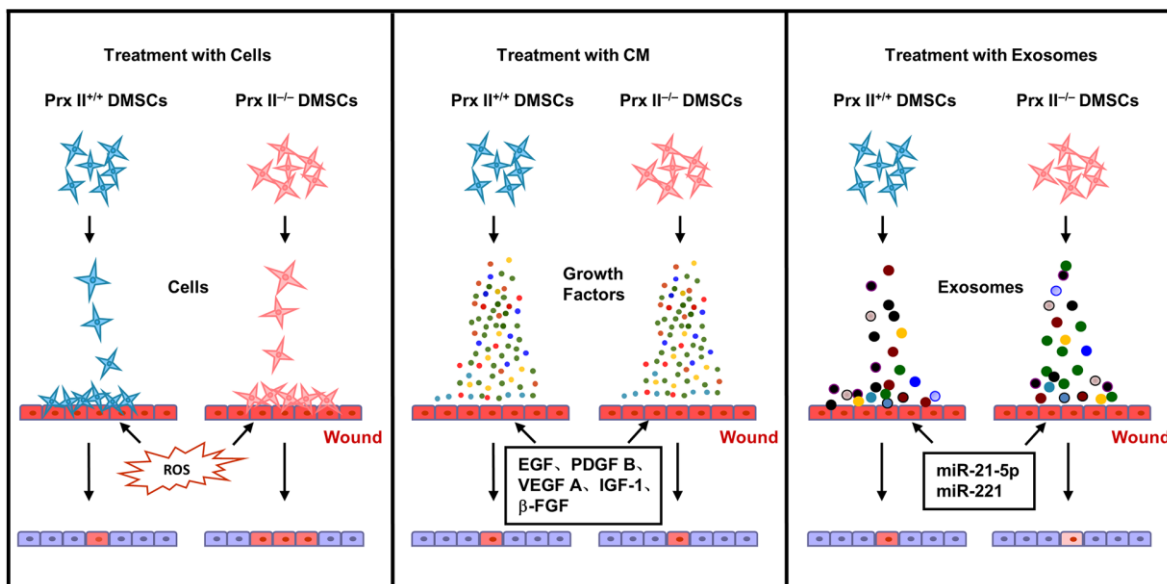 Treatment with Cells
Prx II+/+ DMSCs
Prx II–/– DMSCs
Cells
Wound
ROS
Treatment with CM
Prx II+/+ DMSCs
Prx II–/– DMSCs
Growth
Factors
Wound
EGF、PDGF B、
VEGF A、IGF-1、
β-FGF
Treatment with Exosomes
Prx II+/+ DMSCs
Prx II–/– DMSCs
Exosomes
Wound
miR-21-5p
miR-221